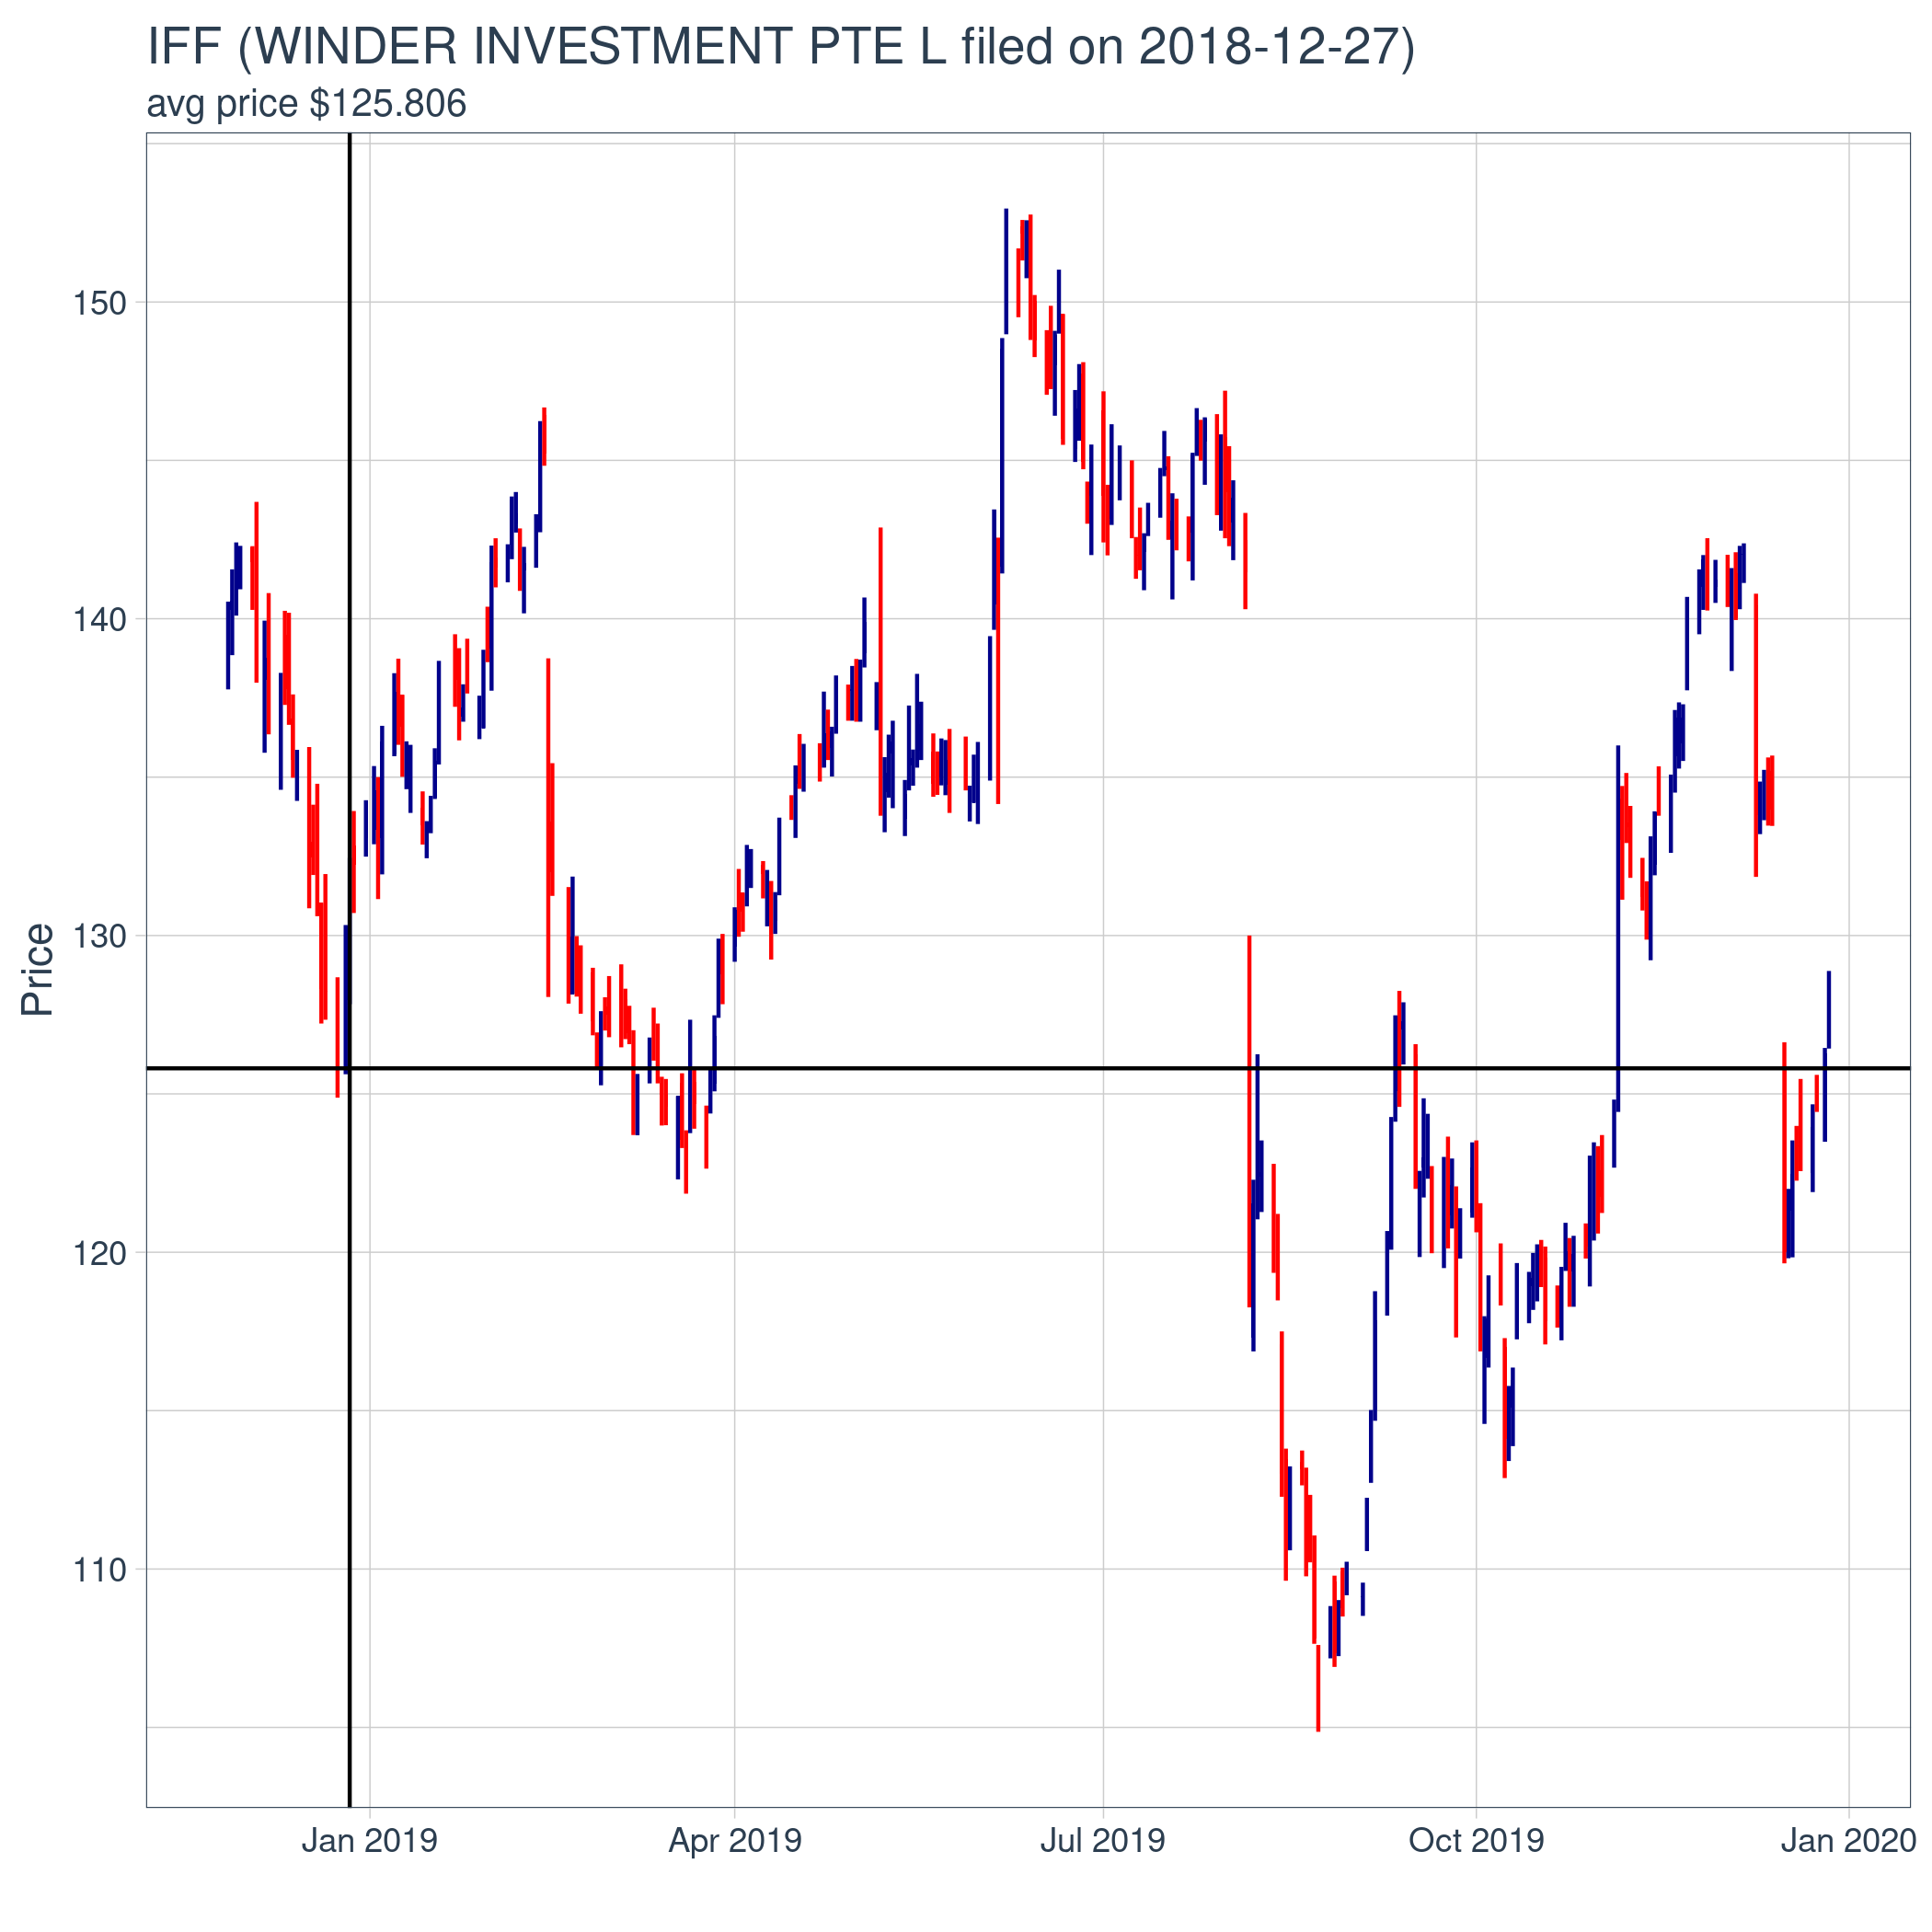 IFF (WINDER INVESTMENT PTE L filed on 2018-12-27)
avg price $125.806
150
140
130
120
110
Price
Jan 2019
Apr 2019
Jul 2019
Oct 2019
Jan 2020